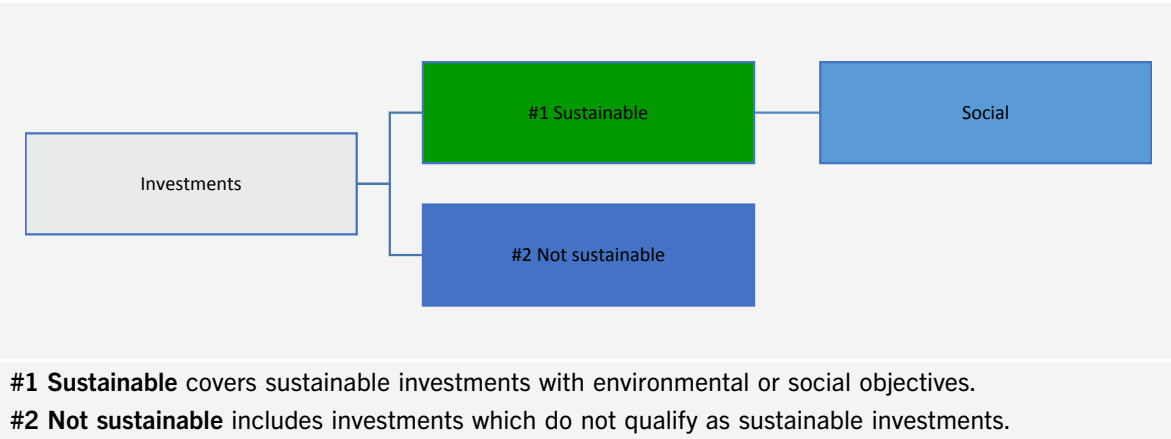 #1 Sustainable
Social
Investments
#2 Not sustainable
#1 Sustainable covers sustainable investments with environmental or social objectives.
#2 Not sustainable includes investments which do not qualify as sustainable investments.